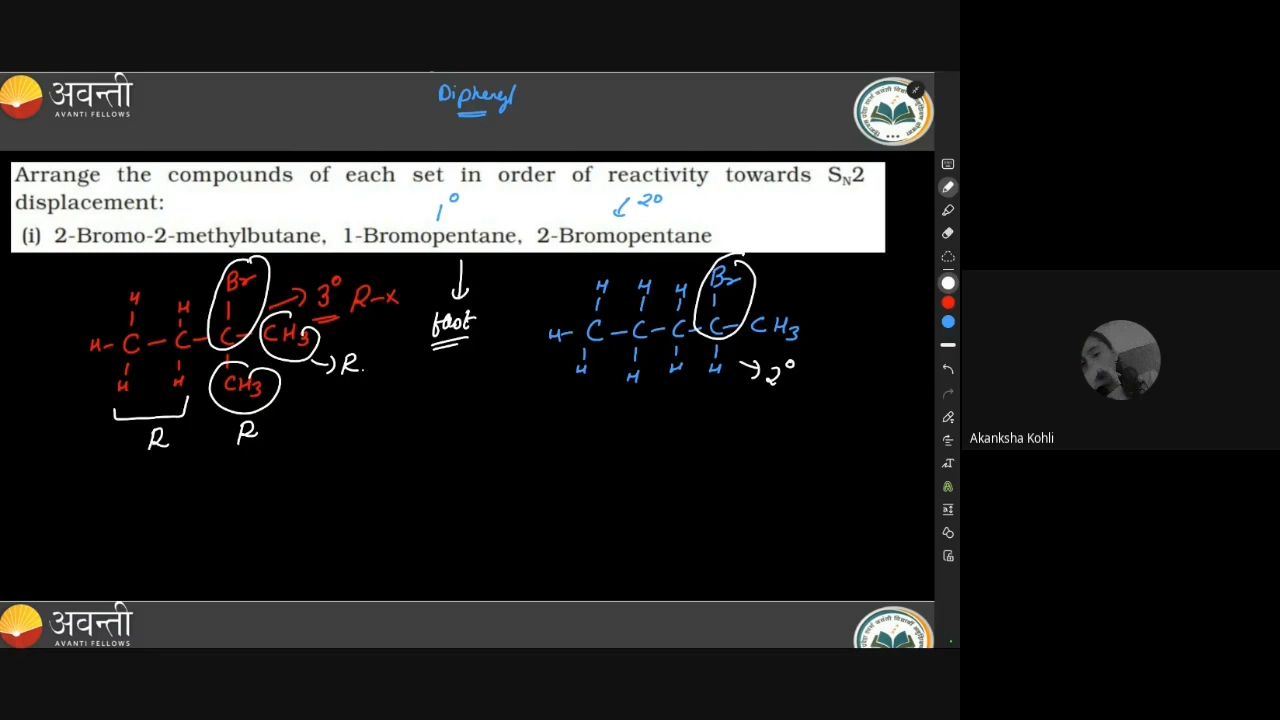 अवन्ती
AVANTI FELLOWS
Diphenyl
Arrange the compounds of each set in order of reactivity towards SN2
displacement:
1° 2°
(i) 2-Bromo-2-methylbutane, 1-Bromopentane, 2-Bromopentane
Br
H H
3° R-x
H- C - C - C - CH3
H H CH3
R
R R
fast
H H H Br
H- C - C - C - C - CH3
H H H H
2°
Akanksha Kohli
अवन्ती
AVANTI FELLOWS